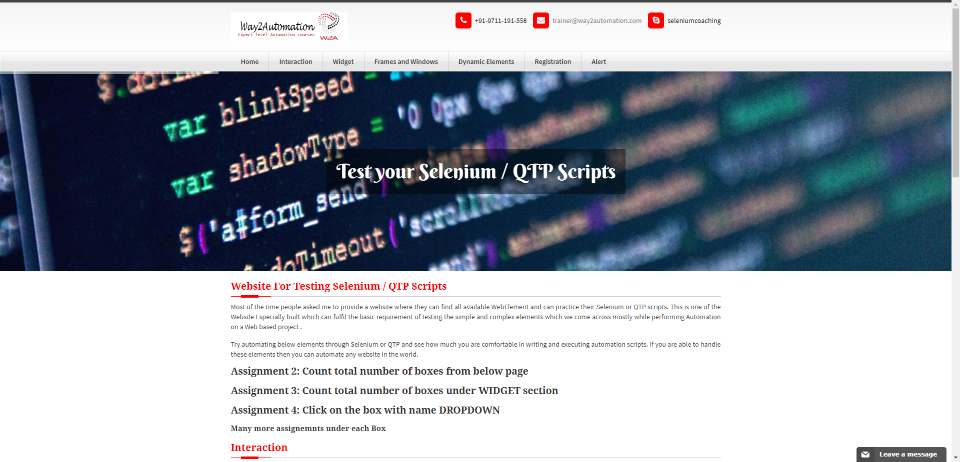 Way2Automation
Expert level Automation courses
W2A
+91-9711-191-558
trainer@way2automation.com
seleniumcoaching
Home
Interaction
Widget
Frames and Windows
Dynamic Elements
Registration
Alert
var blinkSpeed =
var shadowType = '0 0px 6px 0px
$('a#form_send')
doTimeout('scroll
Test your Selenium / QTP Scripts
Website For Testing Selenium / QTP Scripts
Most of the time people asked me to provide a website where they can find all available WebElement and can practice their Selenium or QTP scripts. This is one of the
Website I specially built which can fulfil the basic requirement of testing the simple and complex elements which we come across mostly while performing Automation
on a Web based project .
Try automating below elements through Selenium or QTP and see how much you are comfortable in writing and executing automation scripts. If you are able to handle
these elements then you can automate any website in the world.
Assignment 2: Count total number of boxes from below page
Assignment 3: Count total number of boxes under WIDGET section
Assignment 4: Click on the box with name DROPDOWN
Many more assignemnts under each Box
Interaction
Leave a message